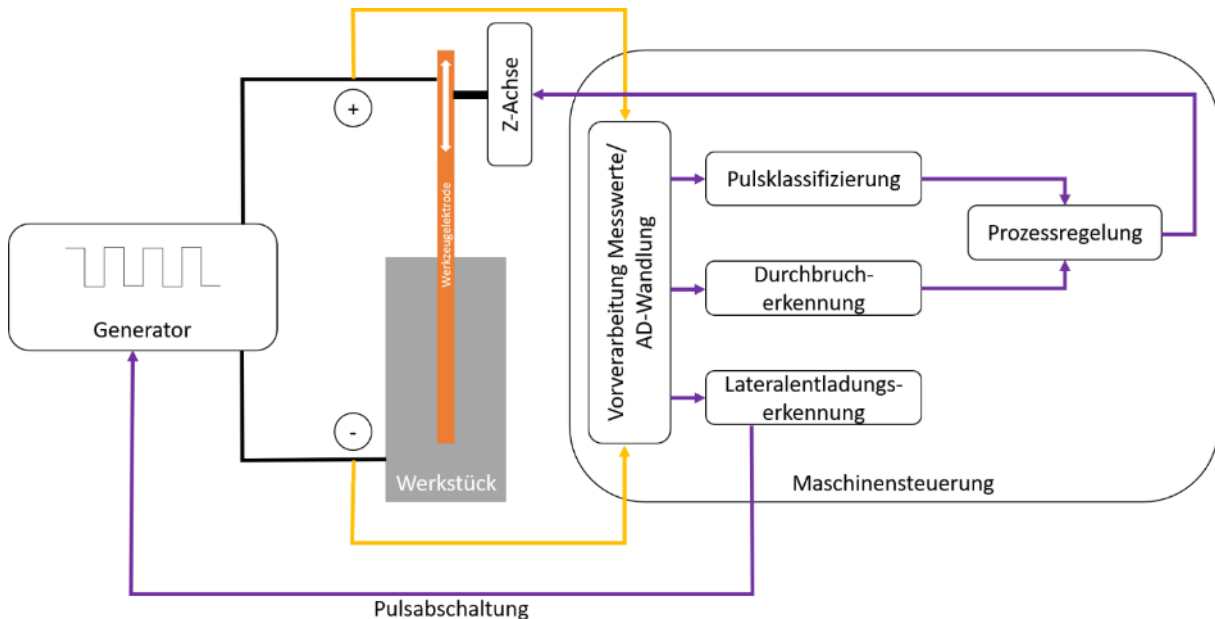 +
Z-Achse
Werkzeugelektrode
Generator
-
Werkstück
Vorverarbeitung Messwerte/
AD-Wandlung
Pulsklassifizierung
Durchbruch-
erkennung
Lateralentladungs-
erkennung
Prozessregelung
Maschinensteuerung
Pulsabschaltung